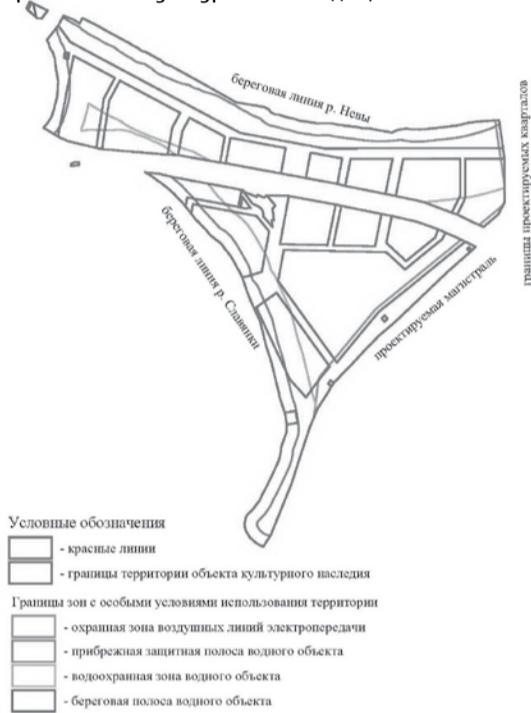 береговая линия р. Невы
границы проектируемых кварталов
береговая линия р. Славянки
проектируемая магистраль
Условные обозначения
- красные линии
- границы территории объекта культурного наследия
Границы зон с особыми условиями использования территории
- охранная зона воздушных линий электропередачи
- прибрежная защитная полоса водного объекта
- водоохранная зона водного объекта
- береговая полоса водного объекта